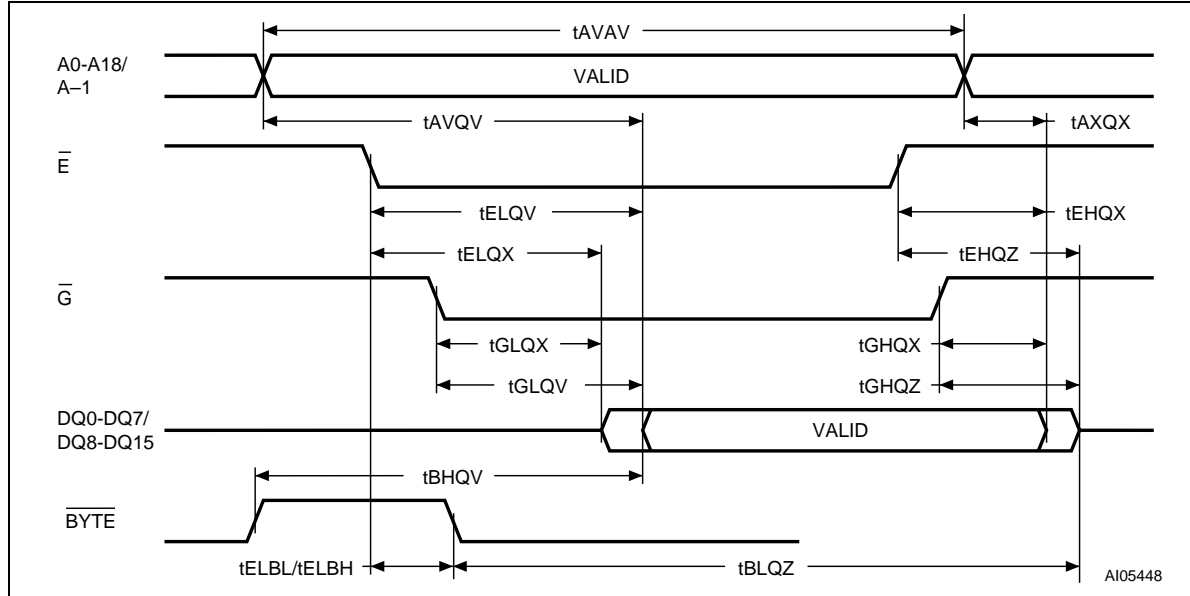 tAVAV
A0-A18/
A–1
VALID
tAVQV
tAXQX
E
tELQV
tEHQX
tELQX
tEHQZ
G
tGLQX
tGHQX
tGLQV
tGHQZ
DQ0-DQ7/
DQ8-DQ15
VALID
tBHQV
BYTE
tELBL/tELBH
tBLQZ
AI05448